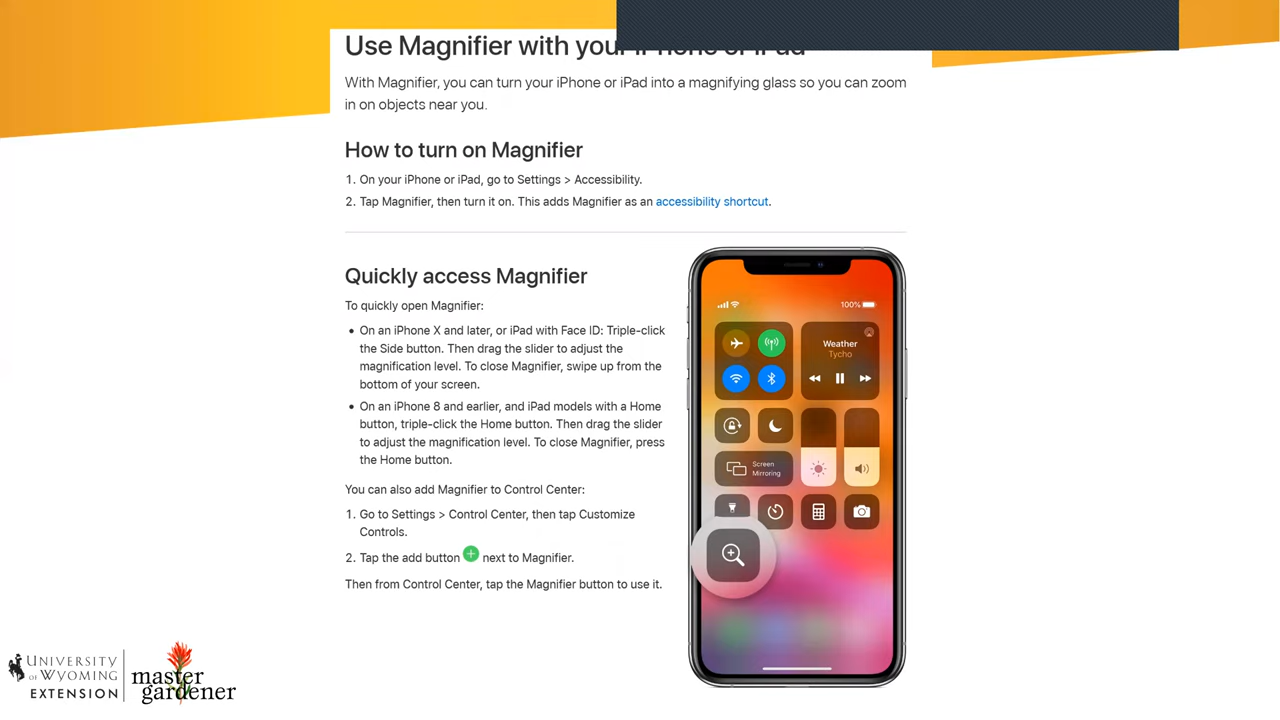 Use Magnifier with your iPhone or iPad
With Magnifier, you can turn your iPhone or iPad into a magnifying glass so you can zoom
in on objects near you.
How to turn on Magnifier
1. On your iPhone or iPad, go to Settings > Accessibility.
2. Tap Magnifier, then turn it on. This adds Magnifier as an accessibility shortcut.
Quickly access Magnifier
To quickly open Magnifier:
• On an iPhone X and later, or iPad with Face ID: Triple-click
the Side button. Then drag the slider to adjust the
magnification level. To close Magnifier, swipe up from the
bottom of your screen.
• On an iPhone 8 and earlier, and iPad models with a Home
button, triple-click the Home button. Then drag the slider
to adjust the magnification level. To close Magnifier, press
the Home button.
You can also add Magnifier to Control Center:
1. Go to Settings > Control Center, then tap Customize
Controls.
2. Tap the add button next to Magnifier.
Then from Control Center, tap the Magnifier button to use it.
100%
Weather
Tycho
Screen
Mirroring
UNIVERSITY
OF WYOMING
EXTENSION
master
gardener